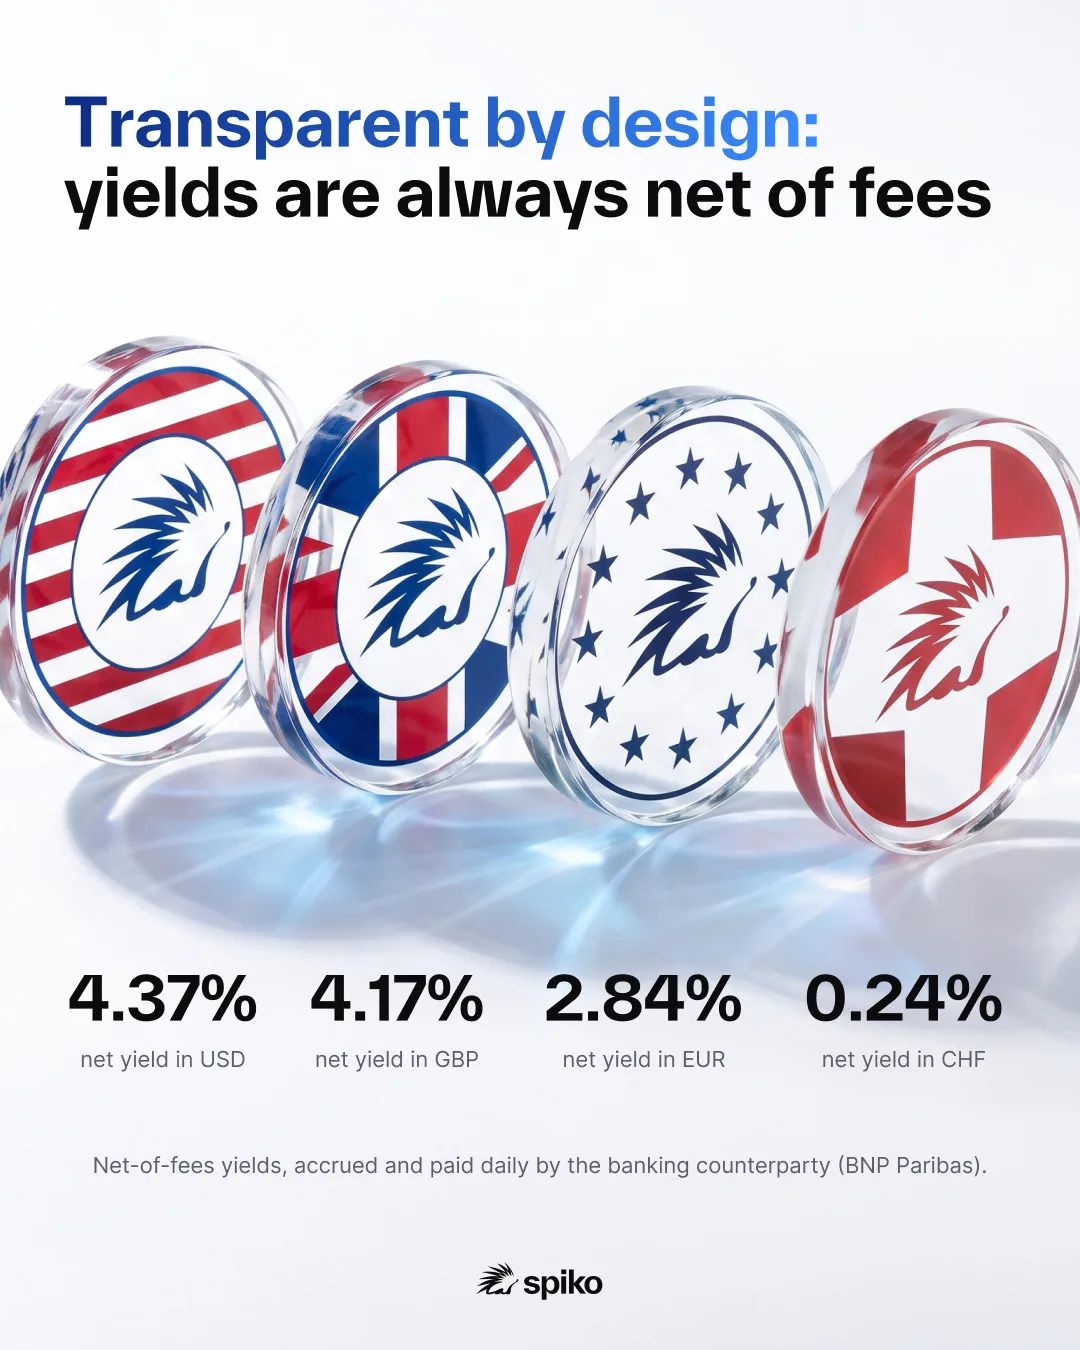 Transparent by design:
yields are always net of fees
4.37% 4.17% 2.84% 0.24%
net yield in USD net yield in GBP net yield in EUR net yield in CHF
Net-of-fees yields, accrued and paid daily by the banking counterparty (BNP Paribas).
spiko